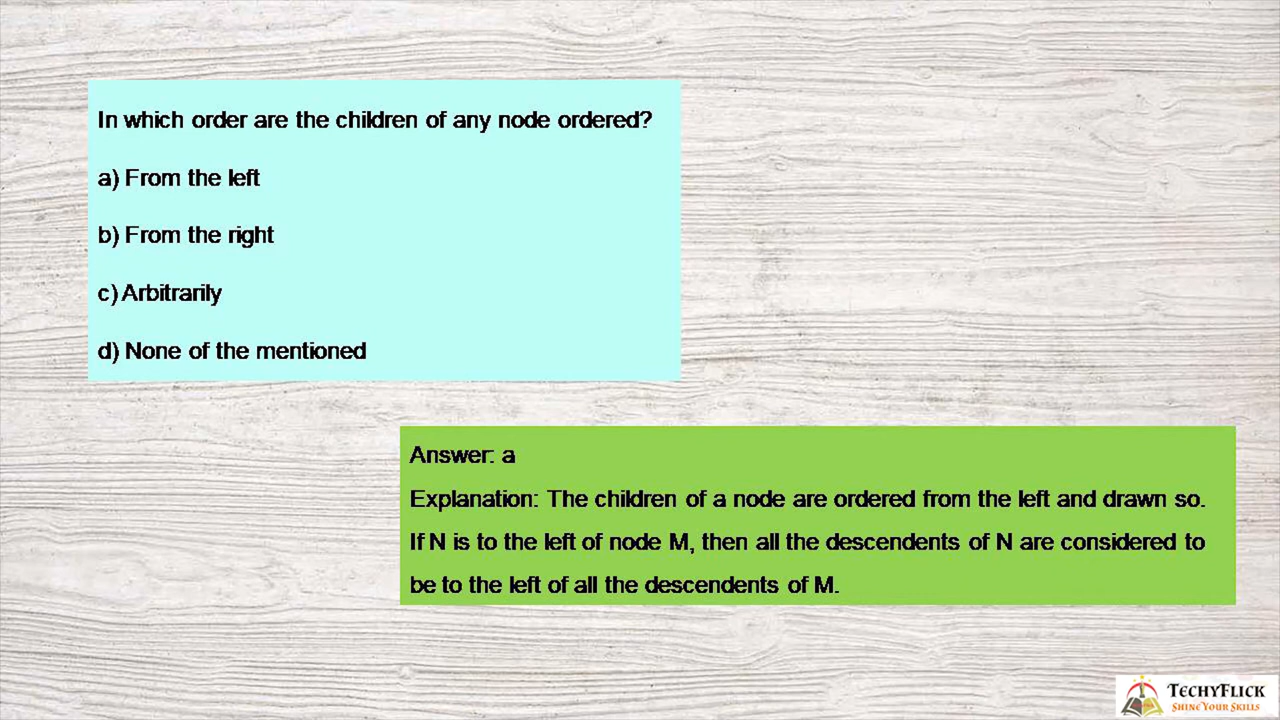 In which order are the children of any node ordered?
a) From the left
b) From the right
c) Arbitrarily
d) None of the mentioned
Answer: a
Explanation: The children of a node are ordered from the left and drawn so.
If N is to the left of node M, then all the descendents of N are considered to
be to the left of all the descendents of M.
TECHYFLICK
SHINE YOUR SKILLS